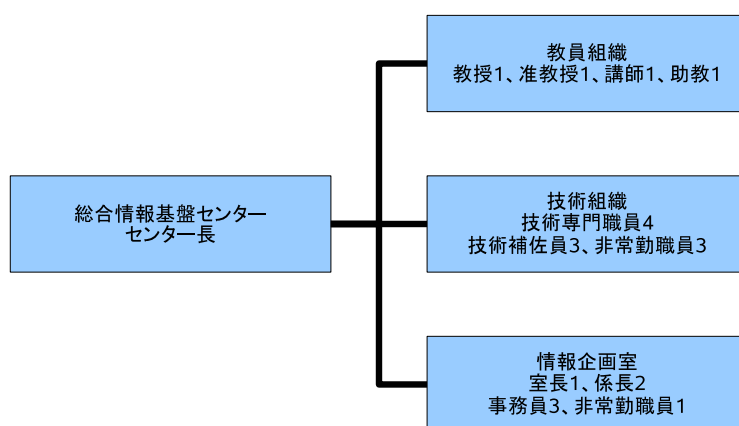 総合情報基盤センター
センター長
教員組織
教授1、准教授1、講師1、助教1
技術組織
技術専門職員4
技術補佐員3、非常勤職員3
情報企画室
室長1、係長2
事務員3、非常勤職員1